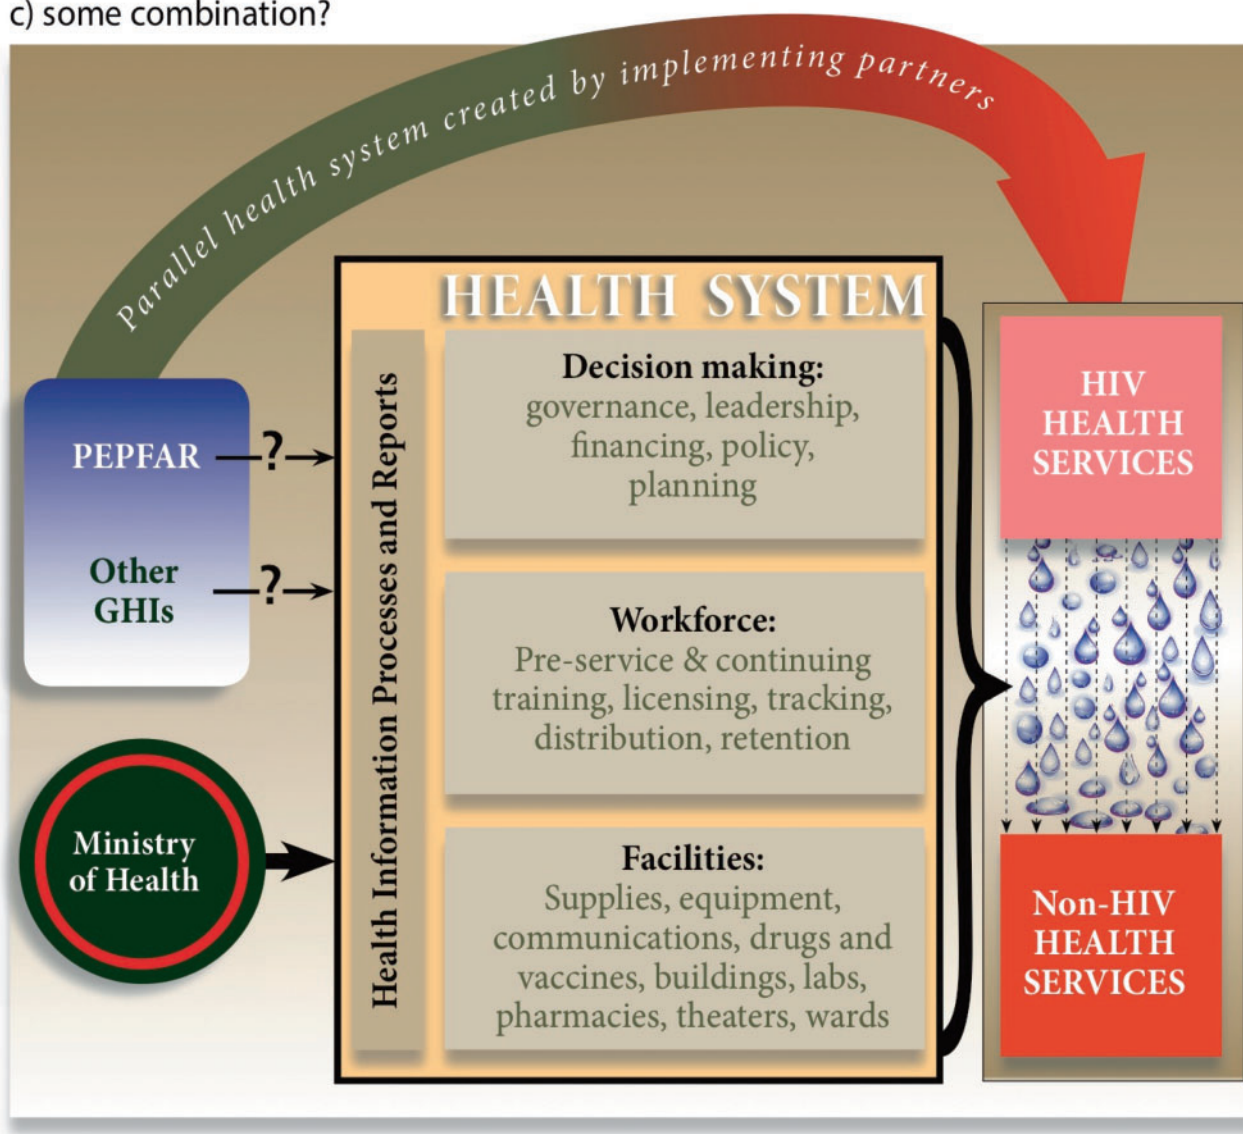 c) some combination?
Parallel health system created by implementing partners
HEALTH SYSTEM
PEPFAR
?
Other
GHIs
?
Ministry
of Health
Health Information Processes and Reports
Decision making:
governance, leadership,
financing, policy,
planning
Workforce:
Pre-service & continuing
training, licensing, tracking,
distribution, retention
Facilities:
Supplies, equipment,
communications, drugs and
vaccines, buildings, labs,
pharmacies, theaters, wards
HIV
HEALTH
SERVICES
Non-HIV
HEALTH
SERVICES